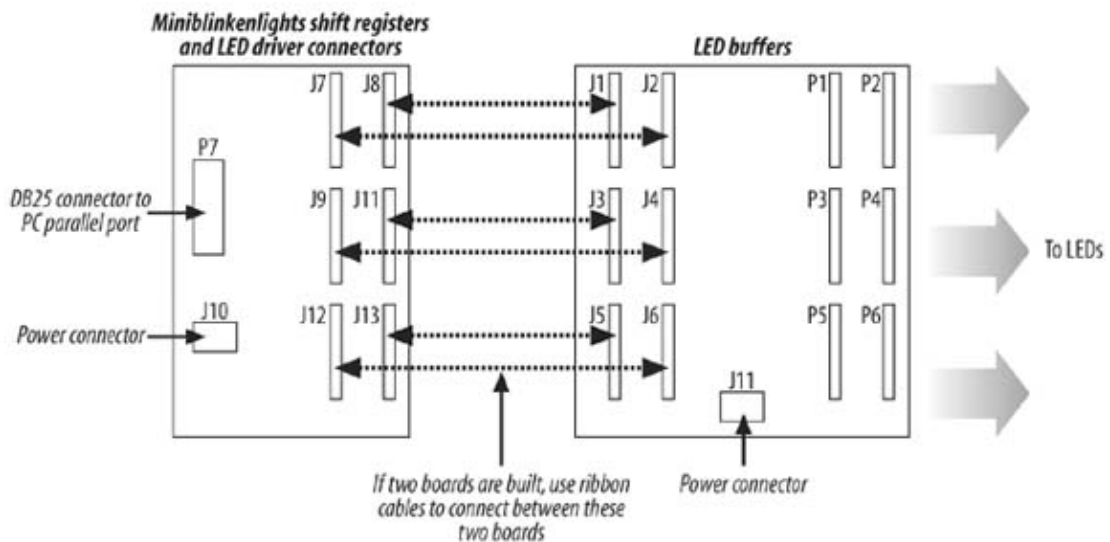 Miniblinkenlights shift registers
and LED driver connectors
LED buffers
J7 J8 J1 J2 P1 P2
P7
DB25 connector to
PC parallel port
J9 J11 J3 J4 P3 P4
To LEDs
J10
Power connector
J12 J13 J5 J6 P5 P6
J11
If two boards are built, use ribbon
cables to connect between these
two boards
Power connector